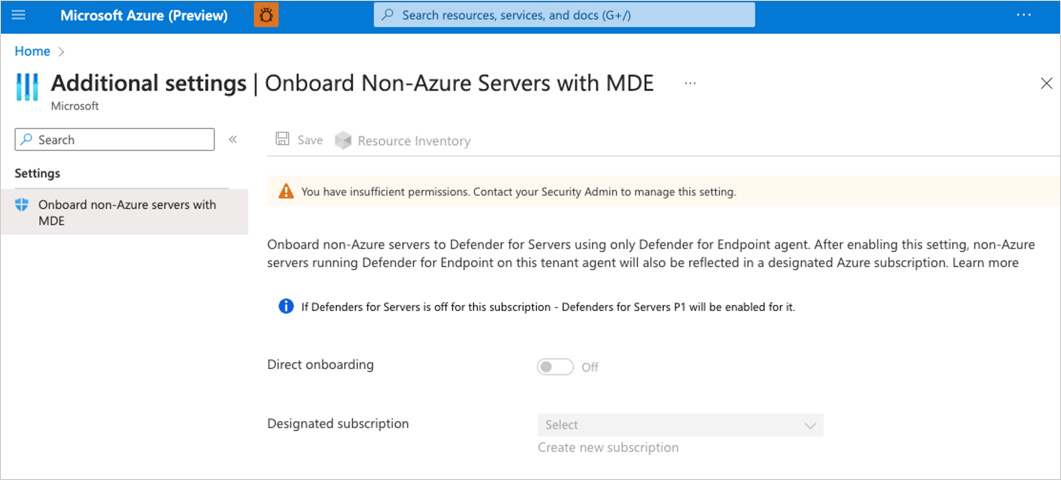 Microsoft Azure (Preview)
Search resources, services, and docs (G+/)
...
Home >
Additional settings | Onboard Non-Azure Servers with MDE ...
Microsoft
Search «
Save Resource Inventory
Settings
Onboard non-Azure servers with
MDE
You have insufficient permissions. Contact your Security Admin to manage this setting.
Onboard non-Azure servers to Defender for Servers using only Defender for Endpoint agent. After enabling this setting, non-Azure
servers running Defender for Endpoint on this tenant agent will also be reflected in a designated Azure subscription. Learn more
If Defenders for Servers is off for this subscription - Defenders for Servers P1 will be enabled for it.
Direct onboarding Off
Designated subscription Select
Create new subscription